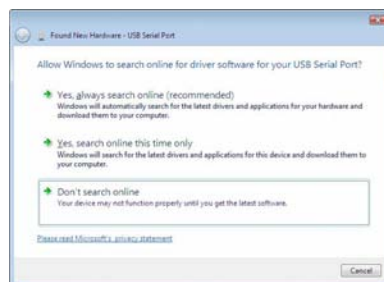 Found New Hardware - USB Serial Port
Allow Windows to search online for driver software for your USB Serial Port?
Yes, always search online (recommended)
Windows will automatically search for the latest drivers and applications for your hardware and
download them to your computer.
Yes, search online this time only
Windows will search for the latest drivers and applications for this device and download them to
your computer.
Don't search online
Your device may not function properly until you get the latest software.
Please read Microsoft's privacy statement
Cancel